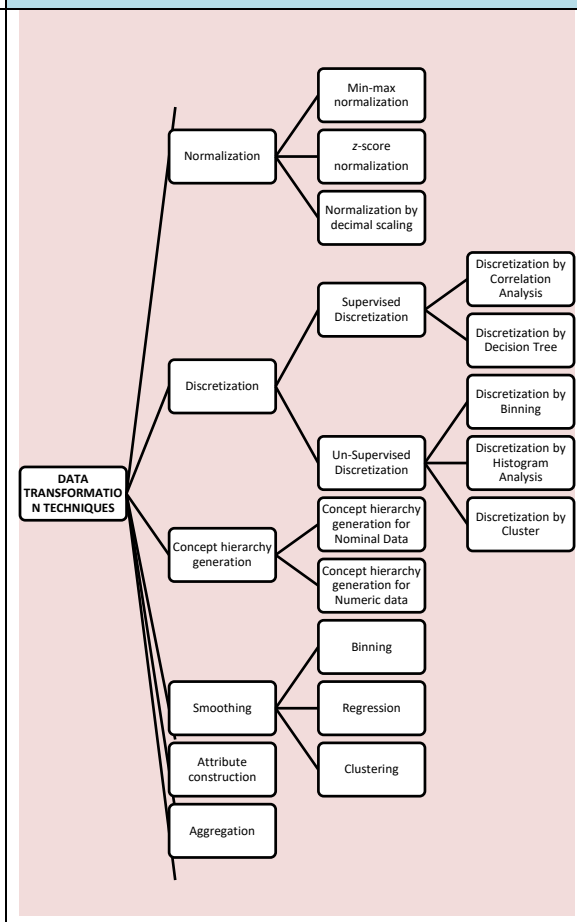 DATA
TRANSFORMATIO
N TECHNIQUES
Normalization
Min-max
normalization
z-score
normalization
Normalization by
decimal scaling
Discretization
Supervised
Discretization
Discretization by
Correlation
Analysis
Discretization by
Decision Tree
Un-Supervised
Discretization
Discretization by
Binning
Discretization by
Histogram
Analysis
Discretization by
Cluster
Concept hierarchy
generation
Concept hierarchy
generation for
Nominal Data
Concept hierarchy
generation for
Numeric data
Smoothing
Binning
Regression
Clustering
Attribute
construction
Aggregation